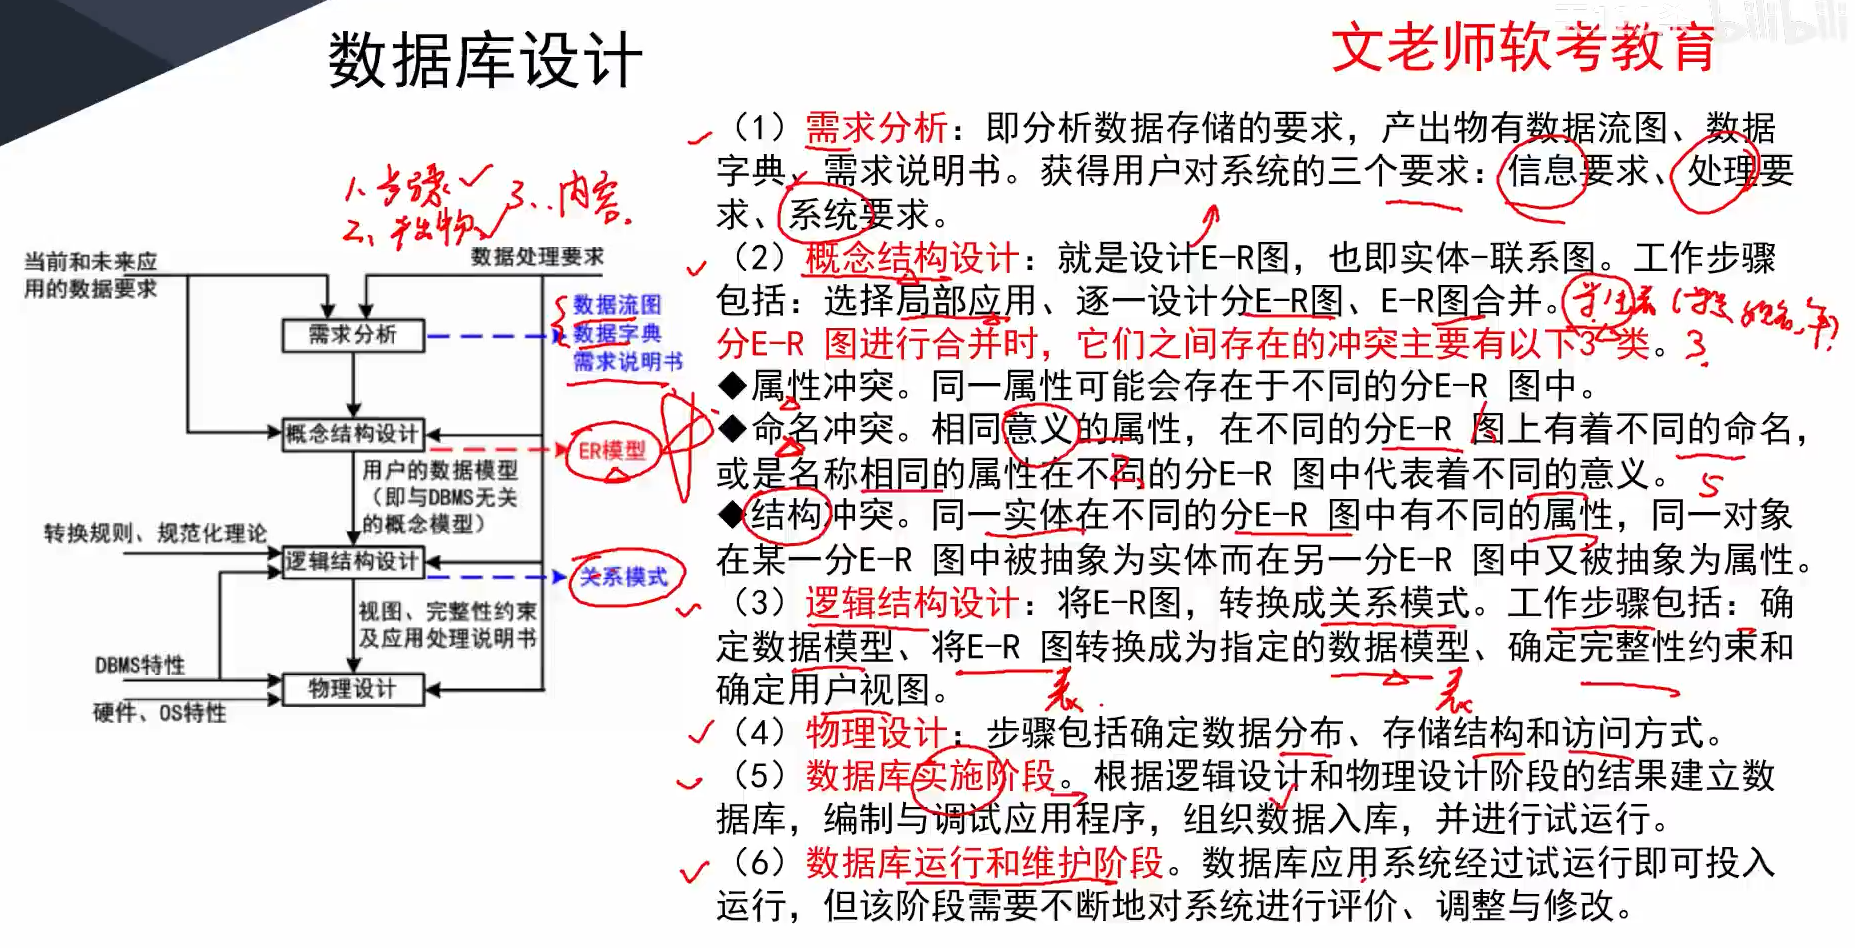 数据库设计
文老师软考教育
bilibili
1.步骤
2、产出物
3..内容.
当前和未来应
用的数据要求
数据处理要求
需求分析
数据流图
数据字典
需求说明书
概念结构设计
ER模型
用户的数据模型
（即与DBMS无关
的概念模型）
转换规则、规范化理论
逻辑结构设计
关系模式
视图、完整性约束
及应用处理说明书
DBMS特性
物理设计
硬件、OS特性
（1）需求分析：即分析数据存储的要求，产出物有数据流图、数据
字典、需求说明书。获得用户对系统的三个要求：信息要求、处理要
求、系统要求。
（2）概念结构设计：就是设计E-R图，也即实体-联系图。工作步骤
包括：选择局部应用、逐一设计分E-R图、E-R图合并。
学生表
分E-R 图进行合并时，它们之间存在的冲突主要有以下3 类。
3.
◆属性冲突。同一属性可能会存在于不同的分E-R 图中。
◆命名冲突。相同意义的属性，在不同的分E-R 图上有着不同的命名，
或是名称相同的属性在不同的分E-R 图中代表着不同的意义。
◆结构冲突。同一实体在不同的分E-R 图中有不同的属性，同一对象
在某一分E-R 图中被抽象为实体而在另一分E-R 图中又被抽象为属性。
（3）逻辑结构设计：将E-R图，转换成关系模式。工作步骤包括：确
定数据模型、将E-R 图转换成为指定的数据模型、确定完整性约束和
确定用户视图。
表.
表
（4）物理设计：步骤包括确定数据分布、存储结构和访问方式。
（5）数据库实施阶段。根据逻辑设计和物理设计阶段的结果建立数
据库，编制与调试应用程序，组织数据入库，并进行试运行。
（6）数据库运行和维护阶段。数据库应用系统经过试运行即可投入
运行，但该阶段需要不断地对系统进行评价、调整与修改。